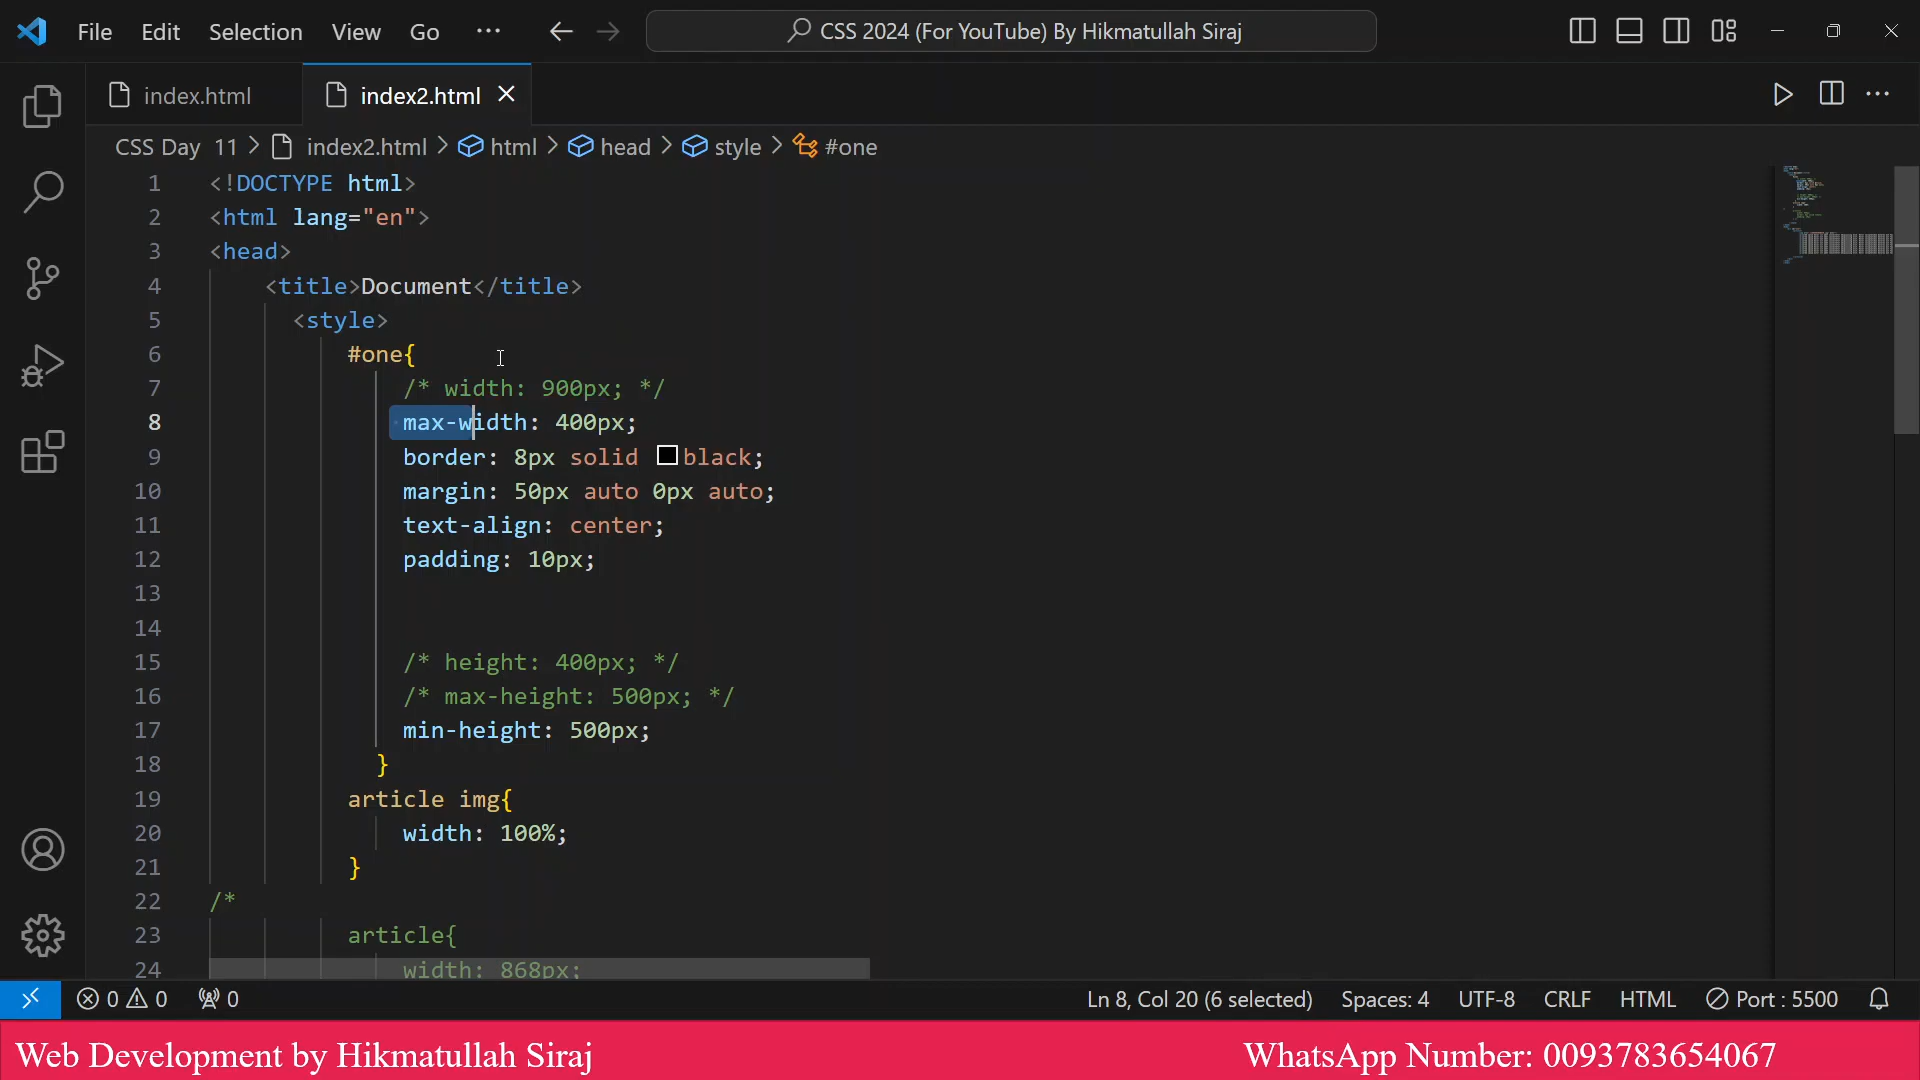 File Edit Selection View Go ... CSS 2024 (For YouTube) By Hikmatullah Siraj
index.html index2.html
CSS Day 11 > index2.html > html > head > style > #one
1 <!DOCTYPE html>
2 <html lang="en">
3 <head>
4 <title>Document</title>
5 <style>
6 #one{
7 /* width: 900px; */
8 max-width: 400px;
9 border: 8px solid black;
10 margin: 50px auto 0px auto;
11 text-align: center;
12 padding: 10px;
13
14
15 /* height: 400px; */
16 /* max-height: 500px; */
17 min-height: 500px;
18 }
19 article img{
20 width: 100%;
21 }
22 /*
23 article{
24 width: 868px;
0 0 0 Ln 8, Col 20 (6 selected) Spaces: 4 UTF-8 CRLF HTML Port : 5500
Web Development by Hikmatullah Siraj WhatsApp Number: 0093783654067